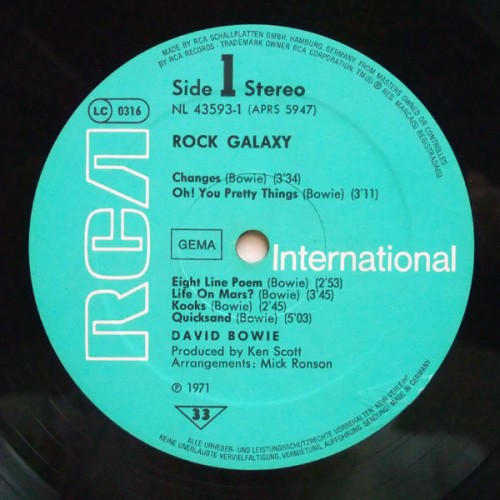 MADE BY RCA SCHALLPLATTEN GMBH, HAMBURG, GERMANY FROM MASTERS OWNED OR CONTROLLED
BY RCA RECORDS · TRADEMARK OWNER RCA CORPORATION. TM(S) ® REG. MARCA(S) REGISTRADA(S)
Side 1 Stereo
NL 43593-1 (APRS 5947)
LC 0316
ROCK GALAXY
Changes (Bowie) (3'34)
Oh! You Pretty Things (Bowie) (3'11)
RCA
GEMA
International
Eight Line Poem (Bowie) (2'53)
Life On Mars? (Bowie) (3'45)
Kooks (Bowie) (2'45)
Quicksand (Bowie) (5'03)
DAVID BOWIE
Produced by Ken Scott
Arrangements: Mick Ronson
℗ 1971
33
ALLE URHEBER- UND LEISTUNGSSCHUTZRECHTE VORBEHALTEN. KEIN VERLEIH!
KEINE UNERLAUBTE VERVIELFÄLTIGUNG, VERMIETUNG, AUFFÜHRUNG, SENDUNG! MADE IN GERMANY